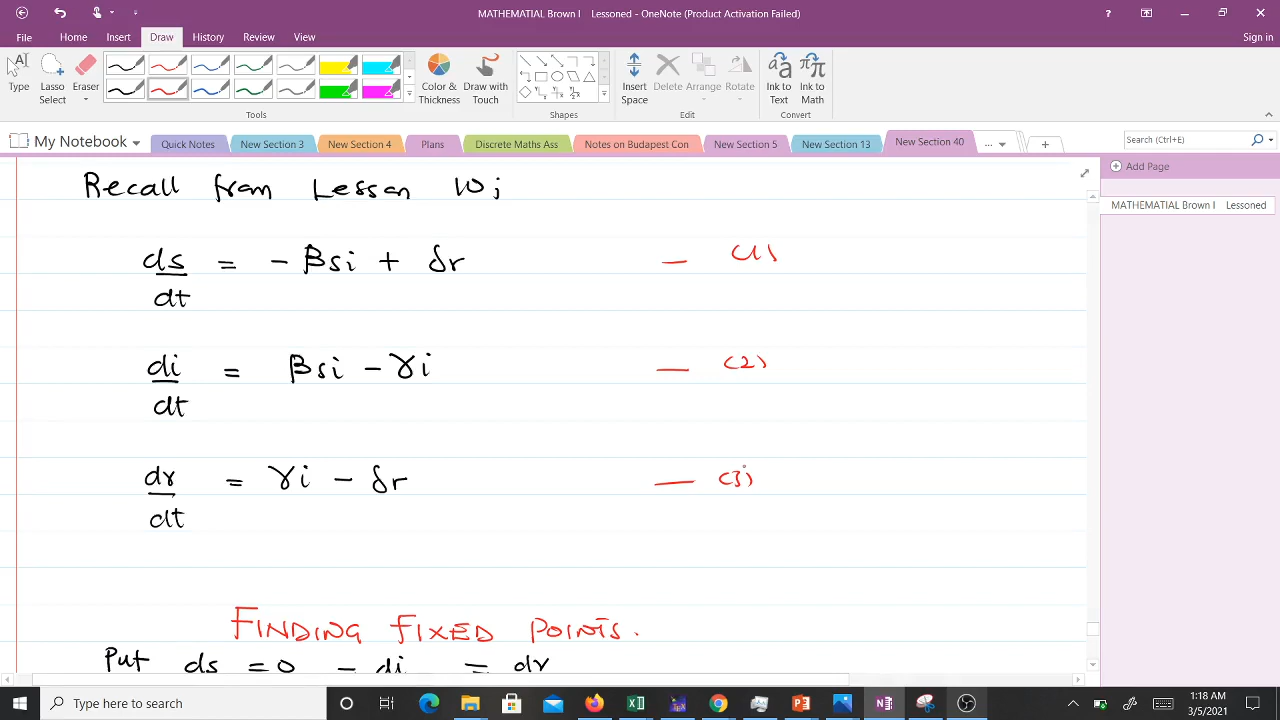 MATHEMATIAL Brown I Lessoned - OneNote (Product Activation Failed)
File Home Insert Draw History Review View Sign in
Type Lasso Select Eraser Color & Thickness Draw with Touch Insert Space Delete Arrange Rotate Ink to Text Ink to Math
Tools Shapes Edit Convert
My Notebook Quick Notes New Section 3 New Section 4 Plans Discrete Maths Ass Notes on Budapest Con New Section 5 New Section 13 New Section 40 ... Search (Ctrl+E)
Add Page
MATHEMATIAL Brown I Lessoned
Recall from Lesson 10;
ds/dt = - βsi + δr — (1)
di/dt = βsi - γi — (2)
dr/dt = γi - δr — (3)
FINDING FIXED POINTS.
Put ds = 0 = di = dr
Type here to search
1:18 AM
3/5/2021